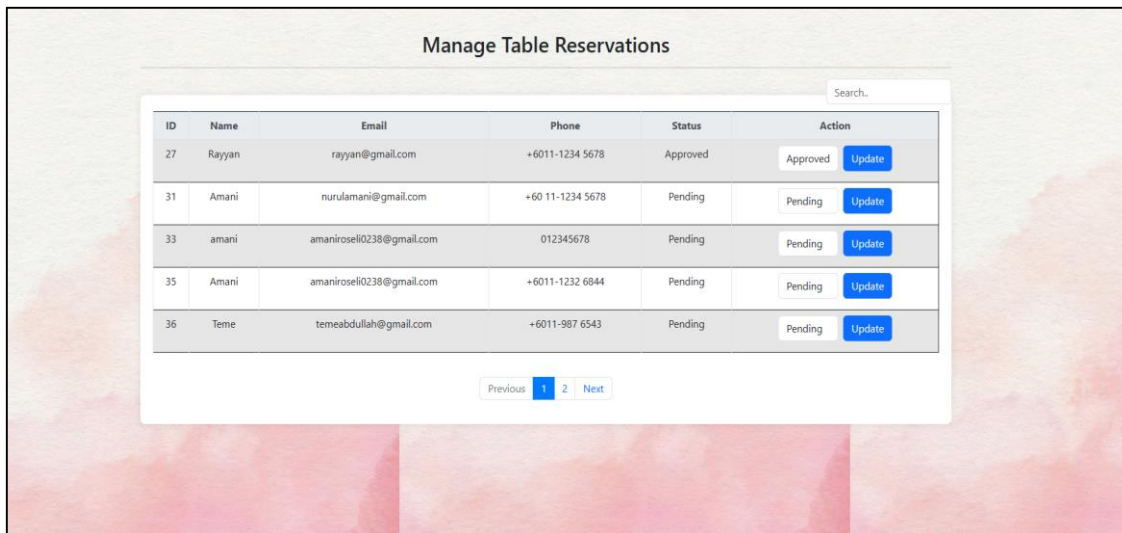 Manage Table Reservations
Search..
ID Name Email Phone Status Action
27 Rayyan rayyan@gmail.com +6011-1234 5678 Approved Approved Update
31 Amani nurulamani@gmail.com +60 11-1234 5678 Pending Pending Update
33 amani amaniroseli0238@gmail.com 012345678 Pending Pending Update
35 Amani amaniroseli0238@gmail.com +6011-1232 6844 Pending Pending Update
36 Teme temeabdullah@gmail.com +6011-987 6543 Pending Pending Update
Previous 1 2 Next